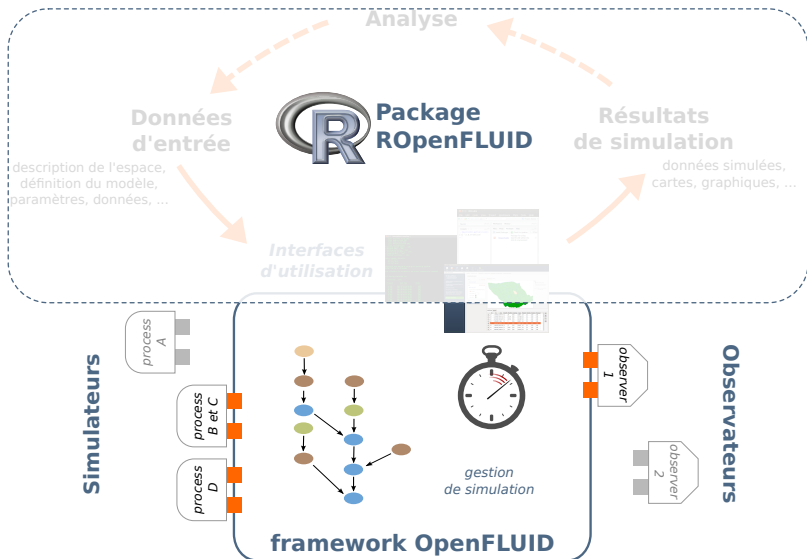 Analyse
Données
d'entrée
description de l'espace,
définition du modèle,
paramètres, données, ...
R
Package
ROpenFLUID
Résultats
de simulation
données simulées,
cartes, graphiques, ...
Interfaces
d'utilisation
Simulateurs
process
A
process
B et C
process
D
gestion
de simulation
framework OpenFLUID
observer
1
observer
2
Observateurs